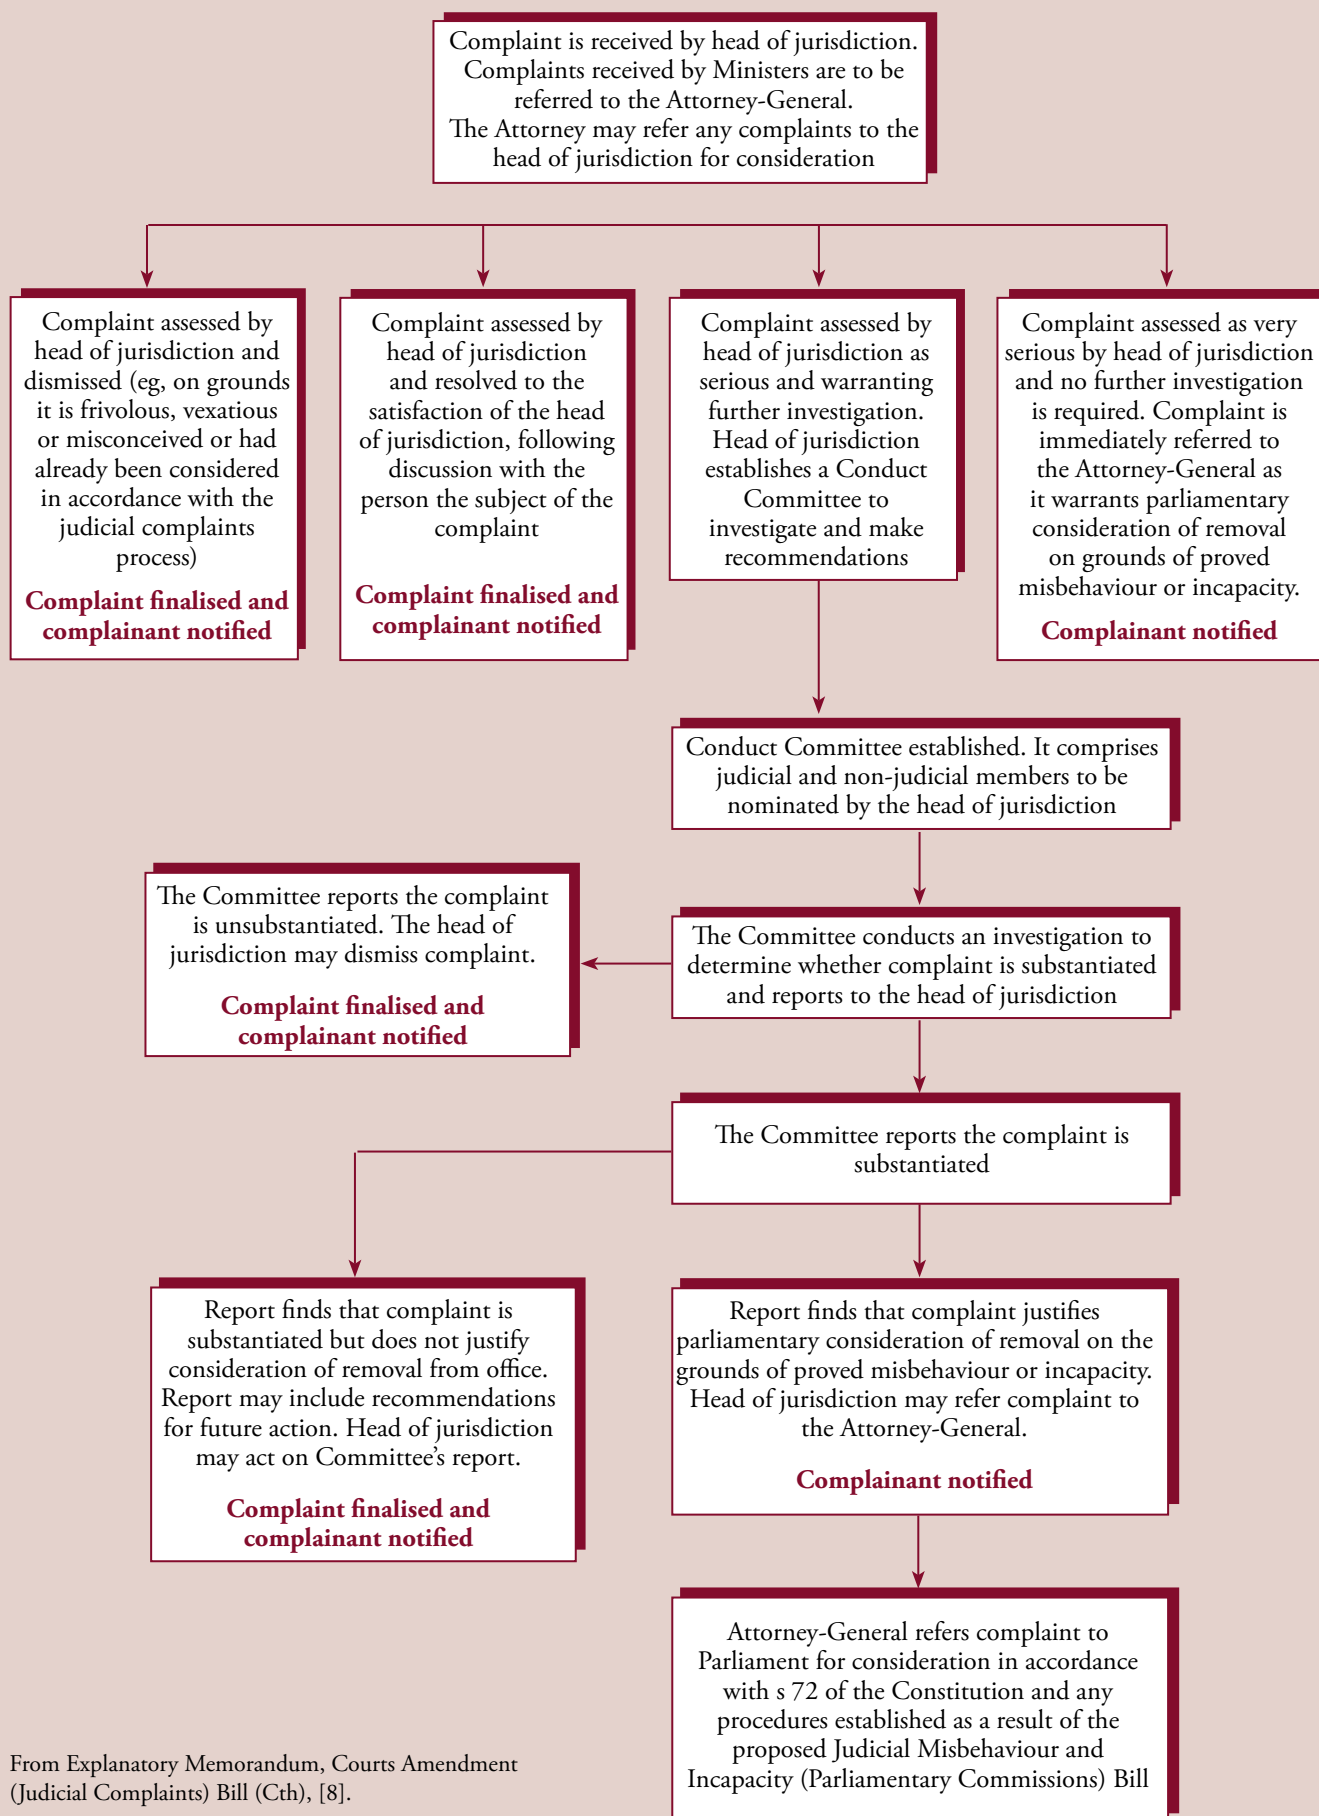 Complaint is received by head of jurisdiction.
Complaints received by Ministers are to be
referred to the Attorney-General.
The Attorney may refer any complaints to the
head of jurisdiction for consideration
Complaint assessed by
head of jurisdiction and
dismissed (eg, on grounds
it is frivolous, vexatious
or misconceived or had
already been considered
in accordance with the
judicial complaints
process)
Complaint finalised and
complainant notified
Complaint assessed by
head of jurisdiction
and resolved to the
satisfaction of the head
of jurisdiction, following
discussion with the
person the subject of the
complaint
Complaint finalised and
complainant notified
Complaint assessed by
head of jurisdiction as
serious and warranting
further investigation.
Head of jurisdiction
establishes a Conduct
Committee to
investigate and make
recommendations
Complaint assessed as very
serious by head of jurisdiction
and no further investigation
is required. Complaint is
immediately referred to
the Attorney-General as
it warrants parliamentary
consideration of removal
on grounds of proved
misbehaviour or incapacity.
Complainant notified
Conduct Committee established. It comprises
judicial and non-judicial members to be
nominated by the head of jurisdiction
The Committee reports the complaint
is unsubstantiated. The head of
jurisdiction may dismiss complaint.
Complaint finalised and
complainant notified
The Committee conducts an investigation to
determine whether complaint is substantiated
and reports to the head of jurisdiction
The Committee reports the complaint is
substantiated
Report finds that complaint is
substantiated but does not justify
consideration of removal from office.
Report may include recommendations
for future action. Head of jurisdiction
may act on Committee's report.
Complaint finalised and
complainant notified
Report finds that complaint justifies
parliamentary consideration of removal on the
grounds of proved misbehaviour or incapacity.
Head of jurisdiction may refer complaint to
the Attorney-General.
Complainant notified
Attorney-General refers complaint to
Parliament for consideration in accordance
with s 72 of the Constitution and any
procedures established as a result of the
proposed Judicial Misbehaviour and
Incapacity (Parliamentary Commissions) Bill
From Explanatory Memorandum, Courts Amendment
(Judicial Complaints) Bill (Cth), [8].